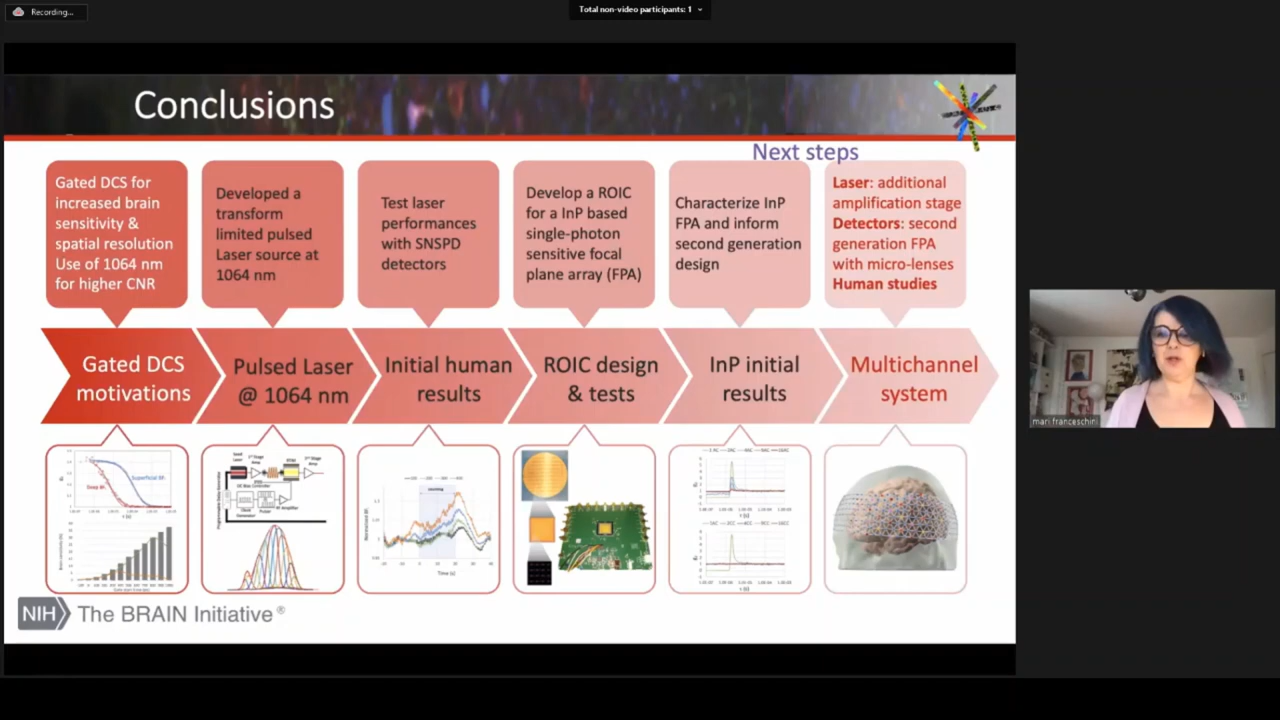 Recording...
Total non-video participants: 1
Conclusions
Next steps
Gated DCS for
increased brain
sensitivity &
spatial resolution
Use of 1064 nm
for higher CNR
Developed a
transform
limited pulsed
Laser source at
1064 nm
Test laser
performances
with SNSPD
detectors
Develop a ROIC
for a InP based
single-photon
sensitive focal
plane array (FPA)
Characterize InP
FPA and inform
second generation
design
Laser: additional
amplification stage
Detectors: second
generation FPA
with micro-lenses
Human studies
Gated DCS
motivations
Pulsed Laser
@ 1064 nm
Initial human
results
ROIC design
& tests
InP initial
results
Multichannel
system
Superficial BF
Deep BF
Time (s)
mari franceschini
NIH The BRAIN Initiative®